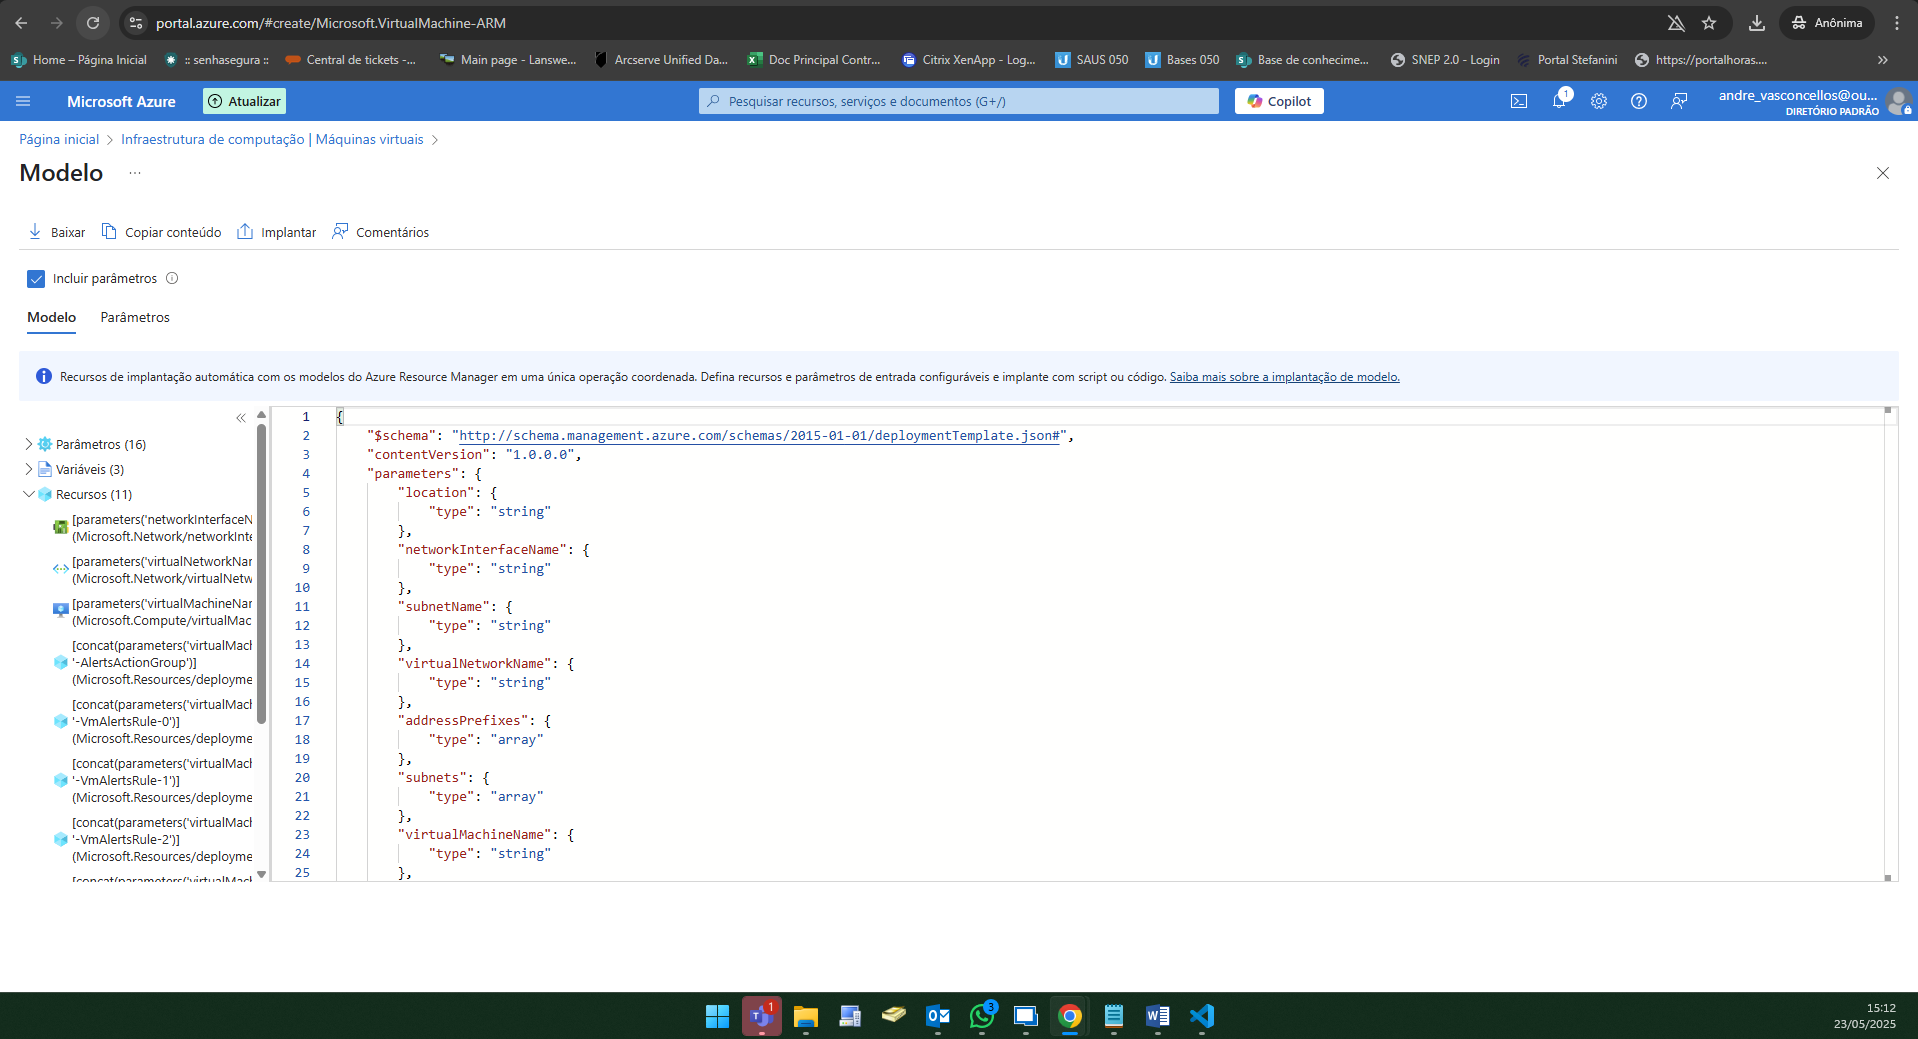 portal.azure.com/#create/Microsoft.VirtualMachine-ARM
Anônima
Home – Página Inicial
:: senhasegura ::
Central de tickets -...
Main page - Lanswe...
Arcserve Unified Da...
Doc Principal Contr...
Citrix XenApp - Log...
SAUS 050
Bases 050
Base de conhecime...
SNEP 2.0 - Login
Portal Stefanini
https://portalhoras....
Microsoft Azure
Atualizar
Pesquisar recursos, serviços e documentos (G+/)
Copilot
1
andre_vasconcellos@ou...
DIRETÓRIO PADRÃO
Página inicial > Infraestrutura de computação | Máquinas virtuais >
Modelo ...
Baixar
Copiar conteúdo
Implantar
Comentários
Incluir parâmetros
Modelo
Parâmetros
Recursos de implantação automática com os modelos do Azure Resource Manager em uma única operação coordenada. Defina recursos e parâmetros de entrada configuráveis e implante com script ou código. Saiba mais sobre a implantação de modelo.
Parâmetros (16)
Variáveis (3)
Recursos (11)
[parameters('networkInterfaceN
(Microsoft.Network/networkInte
[parameters('virtualNetworkNar
(Microsoft.Network/virtualNetw
[parameters('virtualMachineNar
(Microsoft.Compute/virtualMac
[concat(parameters('virtualMacl
'-AlertsActionGroup')]
(Microsoft.Resources/deployme
[concat(parameters('virtualMacl
'-VmAlertsRule-0')]
(Microsoft.Resources/deployme
[concat(parameters('virtualMacl
'-VmAlertsRule-1')]
(Microsoft.Resources/deployme
[concat(parameters('virtualMacl
'-VmAlertsRule-2')]
(Microsoft.Resources/deployme
[concat(parameters('virtualMacl
1 {
2 "$schema": "http://schema.management.azure.com/schemas/2015-01-01/deploymentTemplate.json#",
3 "contentVersion": "1.0.0.0",
4 "parameters": {
5 "location": {
6 "type": "string"
7 },
8 "networkInterfaceName": {
9 "type": "string"
10 },
11 "subnetName": {
12 "type": "string"
13 },
14 "virtualNetworkName": {
15 "type": "string"
16 },
17 "addressPrefixes": {
18 "type": "array"
19 },
20 "subnets": {
21 "type": "array"
22 },
23 "virtualMachineName": {
24 "type": "string"
25 },
1
3
15:12
23/05/2025